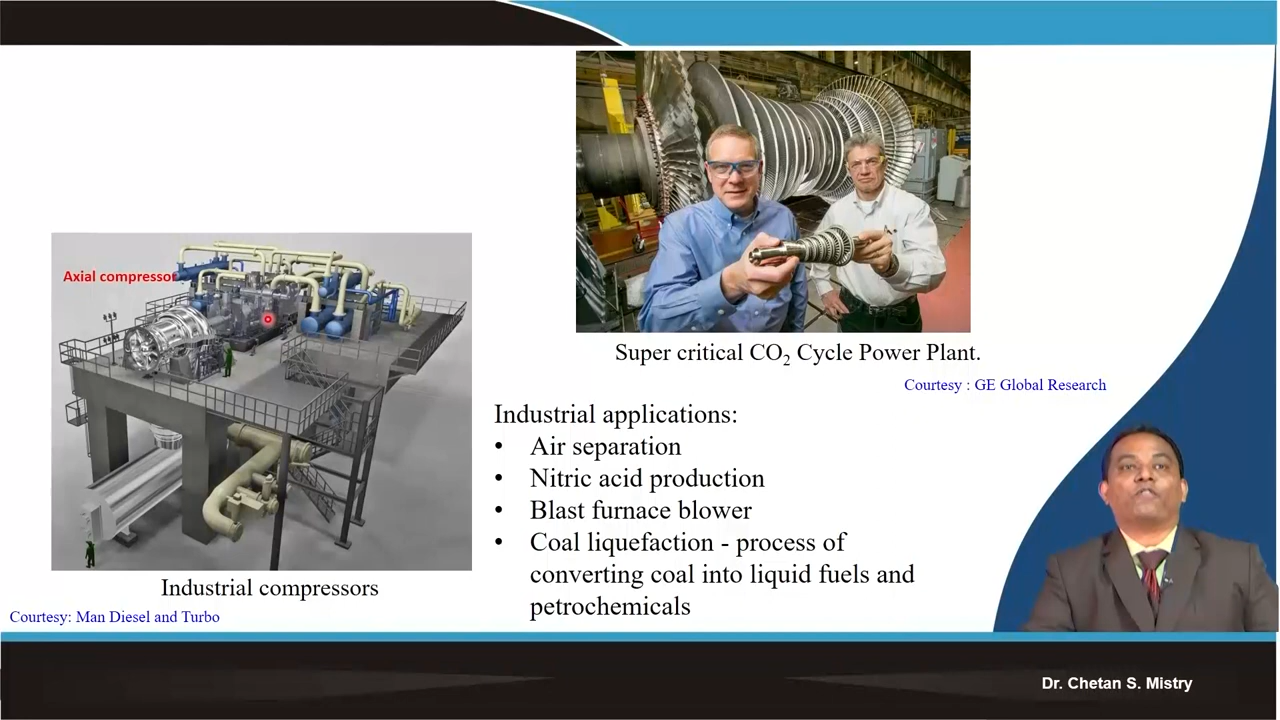 Axial compressor
Super critical CO₂ Cycle Power Plant.
Courtesy : GE Global Research
Industrial applications:
• Air separation
• Nitric acid production
• Blast furnace blower
• Coal liquefaction - process of
converting coal into liquid fuels and
petrochemicals
Industrial compressors
Courtesy: Man Diesel and Turbo
Dr. Chetan S. Mistry